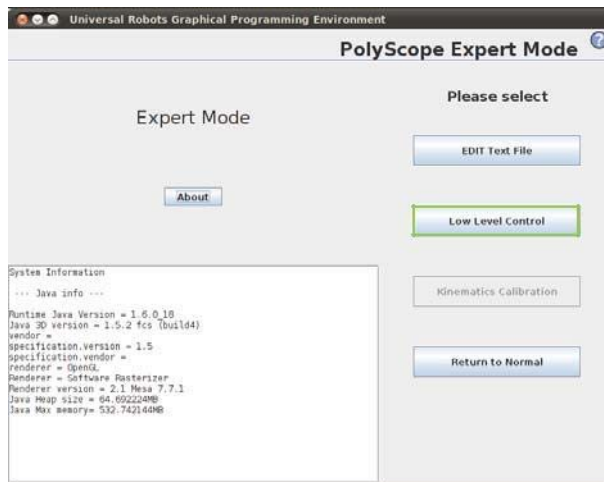 Universal Robots Graphical Programming Environment
PolyScope Expert Mode
?
Please select
Expert Mode
EDIT Text File
About
Low Level Control
Kinematics Calibration
Return to Normal
System Information
--- Java info ---
Runtime Java Version = 1.6.0_18
Java 3D version = 1.5.2 fcs (build4)
vendor =
specification.version = 1.5
specification.vendor =
renderer = OpenGL
Renderer = Software Rasterizer
Renderer version = 2.1 Mesa 7.7.1
Java Heap size = 64.692224MB
Java Max memory= 532.742144MB